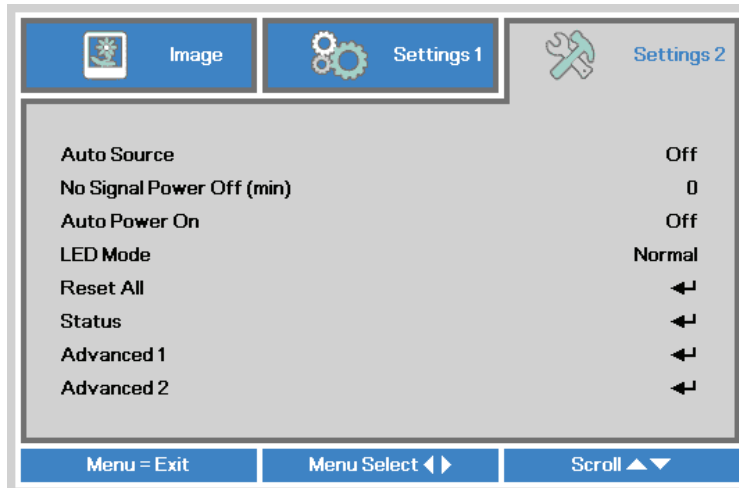 Image Settings 1 Settings 2
Auto Source Off
No Signal Power Off (min) 0
Auto Power On Off
LED Mode Normal
Reset All
Status
Advanced 1
Advanced 2
Menu = Exit Menu Select Scroll